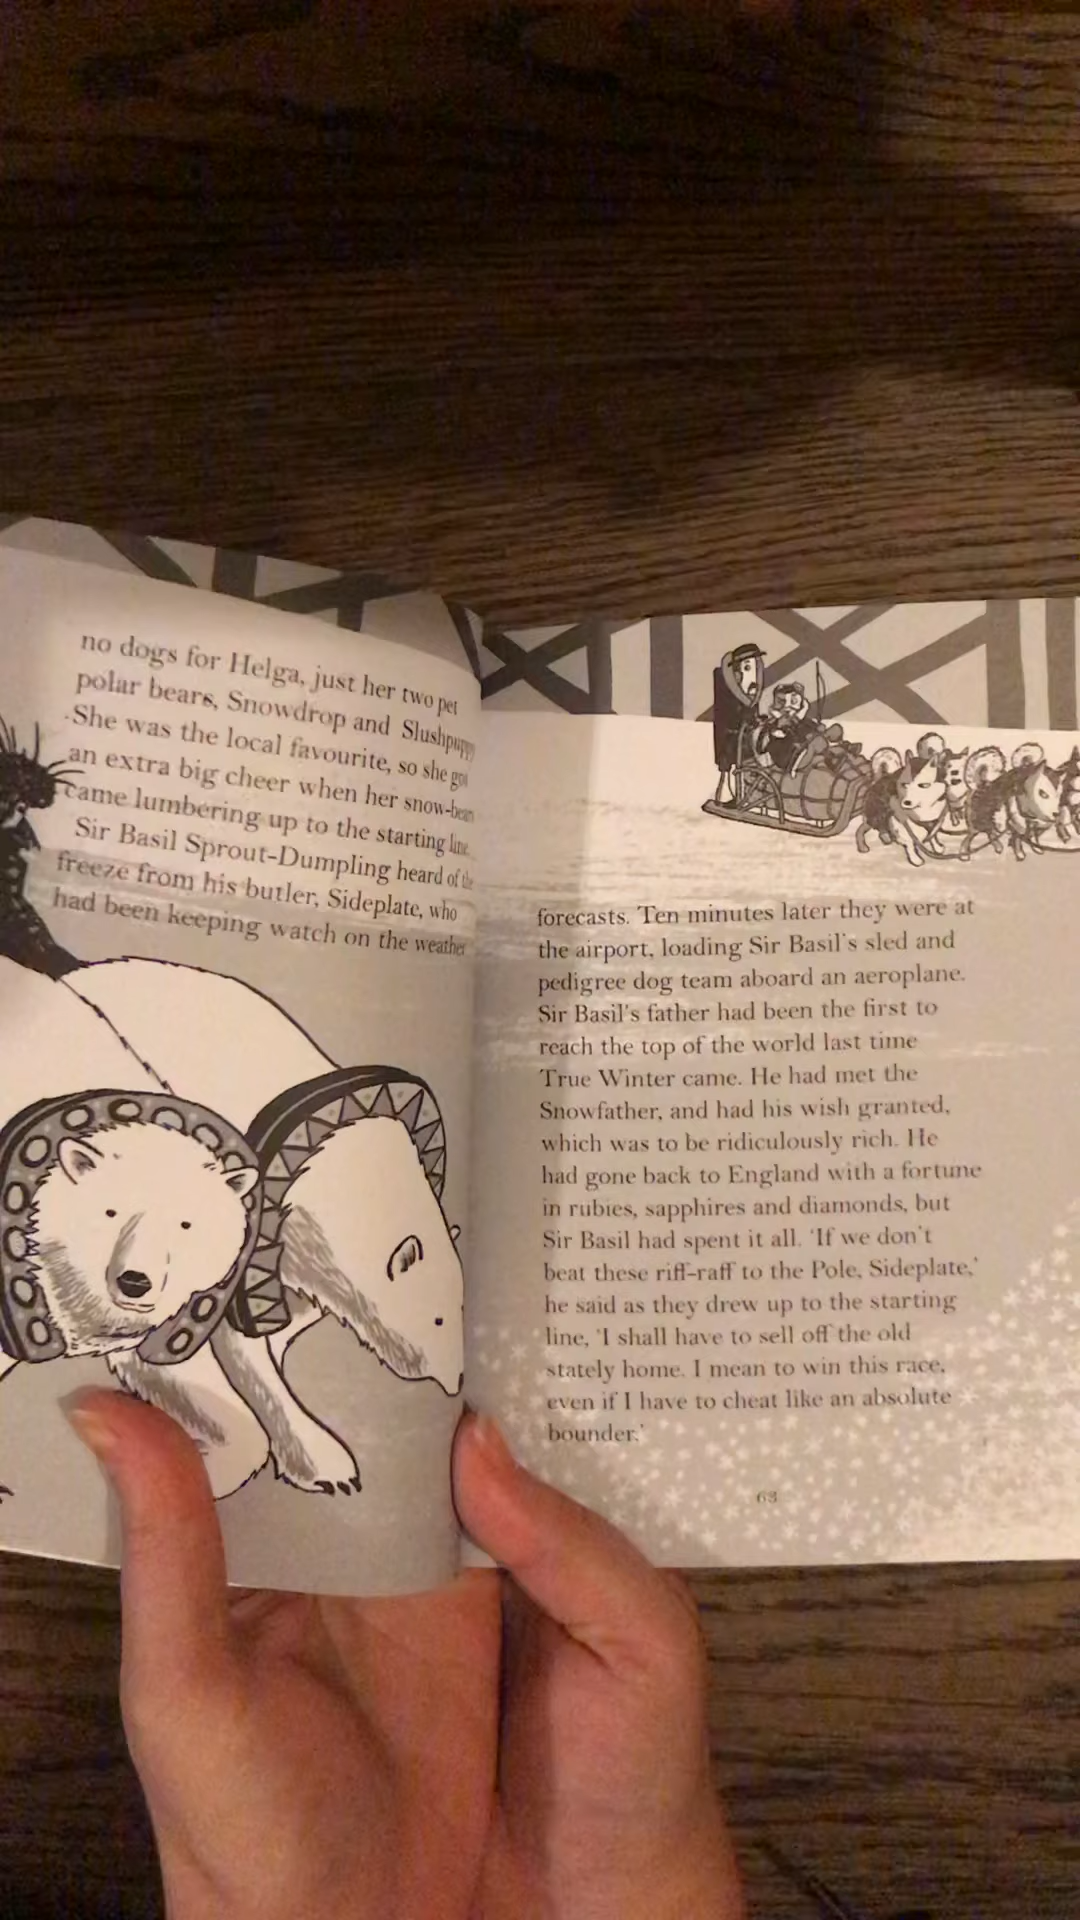 no dogs for Helga, just her two pet
polar bears, Snowdrop and Slushpuppy
She was the local favourite, so she got
an extra big cheer when her snow-bears
came lumbering up to the starting line.
Sir Basil Sprout-Dumpling heard of the
freeze from his butler, Sideplate, who
had been keeping watch on the weather
forecasts. Ten minutes later they were at
the airport, loading Sir Basil's sled and
pedigree dog team aboard an aeroplane.
Sir Basil's father had been the first to
reach the top of the world last time
True Winter came. He had met the
Snowfather, and had his wish granted,
which was to be ridiculously rich. He
had gone back to England with a fortune
in rubies, sapphires and diamonds, but
Sir Basil had spent it all. 'If we don't
beat these riff-raff to the Pole, Sideplate,'
he said as they drew up to the starting
line, 'I shall have to sell off the old
stately home. I mean to win this race,
even if I have to cheat like an absolute
bounder.'
63